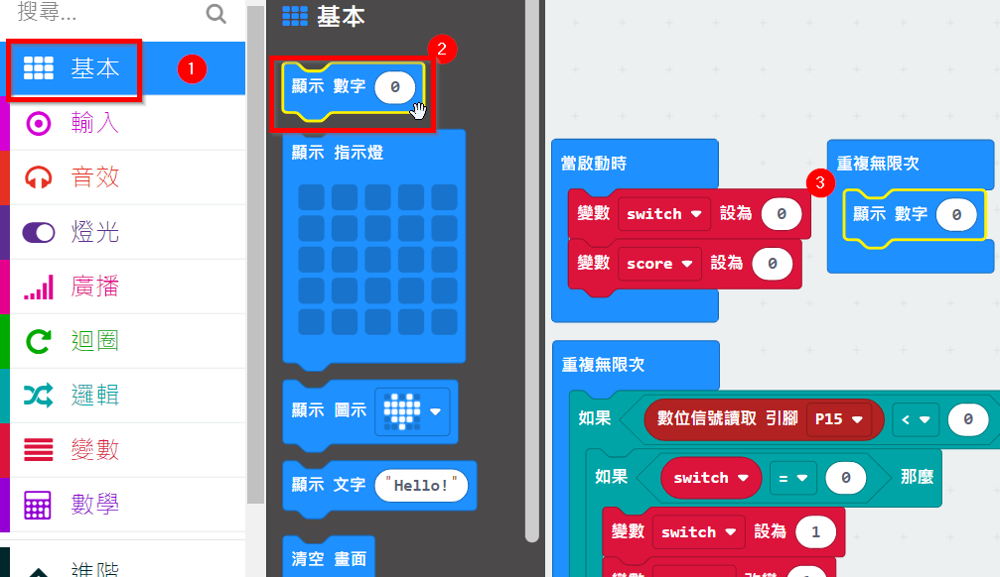 搜尋...
基本
1
輸入
音效
燈光
廣播
迴圈
邏輯
變數
數學
進階
基本
2
顯示 數字 0
顯示 指示燈
顯示 圖示
顯示 文字 "Hello!"
清空 畫面
當啟動時
變數 switch 設為 0
變數 score 設為 0
3
重複無限次
顯示 數字 0
重複無限次
如果 數位信號讀取 引腳 P15 < 0
如果 switch = 0 那麼
變數 switch 設為 1
變數